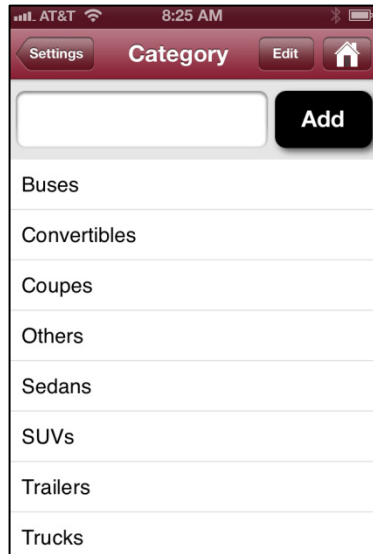 AT&T 8:25 AM
Settings Category Edit
Add
Buses
Convertibles
Coupes
Others
Sedans
SUVs
Trailers
Trucks